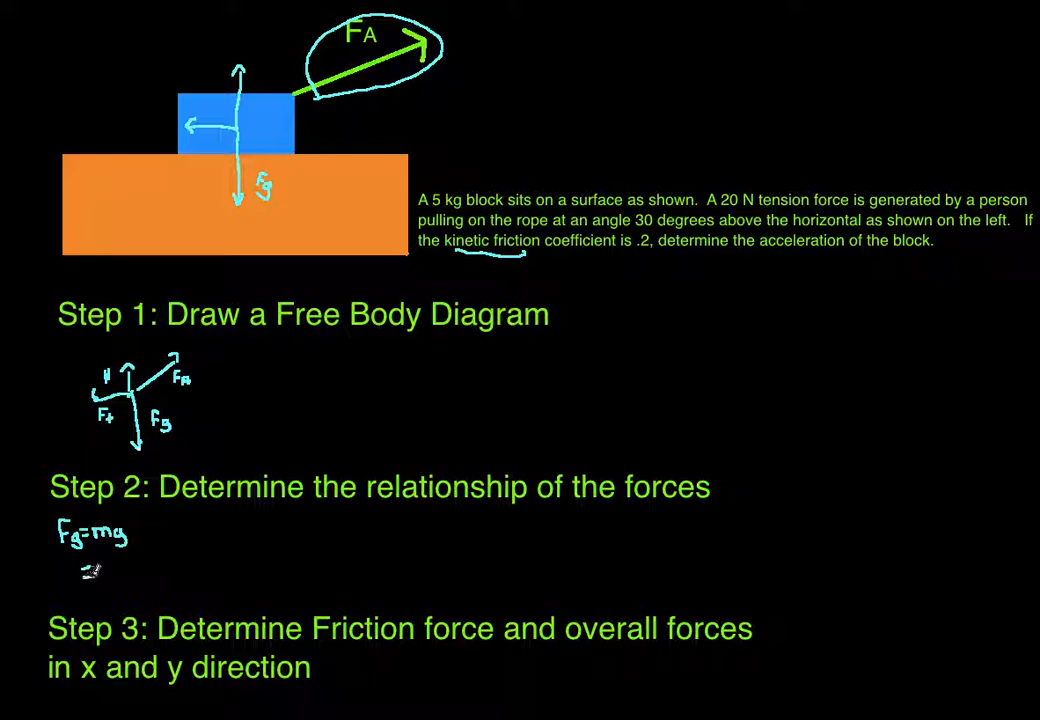 FA
Fg
A 5 kg block sits on a surface as shown. A 20 N tension force is generated by a person
pulling on the rope at an angle 30 degrees above the horizontal as shown on the left. If
the kinetic friction coefficient is .2, determine the acceleration of the block.
Step 1: Draw a Free Body Diagram
N
FA
Ff
Fg
Step 2: Determine the relationship of the forces
Fg=mg
=
Step 3: Determine Friction force and overall forces
in x and y direction